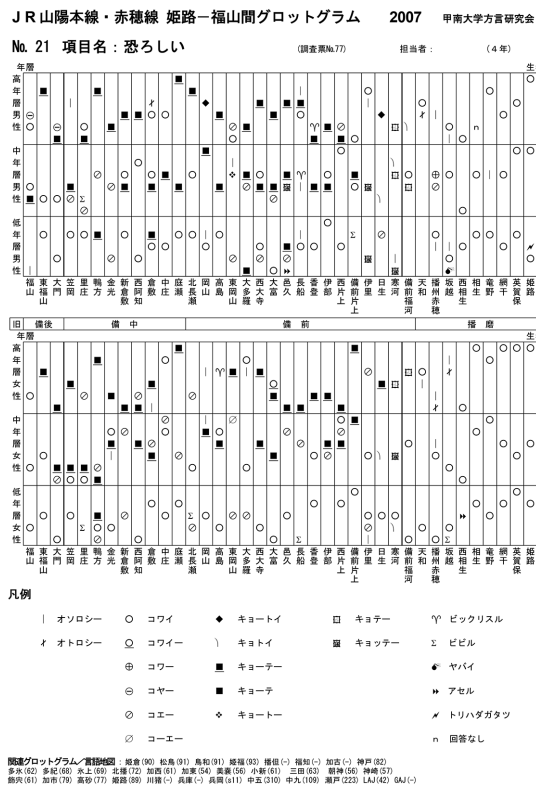 JR山陽本線・赤穂線 姫路－福山間グロットグラム 2007 甲南大学方言研究会
No. 21 項目名：恐ろしい (調査票No.77) 担当者： (4年)
年層 生年
高年層男性
中年層男性
低年層男性
福山 東福山 大門 笠岡 里庄 鴨方 金光 新倉敷 西阿知 倉敷 中庄 庭瀬 北長瀬 岡山 高島 東岡山 大多羅 西大寺 大富 邑久 長船 香登 伊部 西片上 備前片上 伊里 日生 寒河 備前福河 天和 播州赤穂 坂越 西相生 相生 竜野 網干 英賀保 姫路
旧 備後 備中 備前 播磨
年層
高年層女性
中年層女性
低年層女性
福山 東福山 大門 笠岡 里庄 鴨方 金光 新倉敷 西阿知 倉敷 中庄 庭瀬 北長瀬 岡山 高島 東岡山 大多羅 西大寺 大富 邑久 長船 香登 伊部 西片上 備前片上 伊里 日生 寒河 備前福河 天和 播州赤穂 坂越 西相生 相生 竜野 網干 英賀保 姫路
凡例
オソロシー コワイ キョートイ キョテー ビックリスル
オトロシー コワイー キョトイ キョッテー ビビル
コワー キョーテー ヤバイ
コヤー キョーテ アセル
コエー キョートー トリハダガタツ
コーエー n 回答なし
関連グロットグラム／言語地図：姫倉(90) 松鳥(91) 鳥和(91) 姫福(93) 播但(-) 福知(-) 加古(-) 神戸(82)
多氷(62) 多紀(68) 氷上(69) 北播(72) 加西(61) 加東(54) 美嚢(56) 小新(61) 三田(63) 朝神(56) 神崎(57)
飾宍(61) 加市(79) 高砂(77) 姫路(89) 川猪(-) 兵庫(-) 兵岡(s11) 中五(310) 中九(109) 瀬戸(223) LAJ(42) GAJ(-)